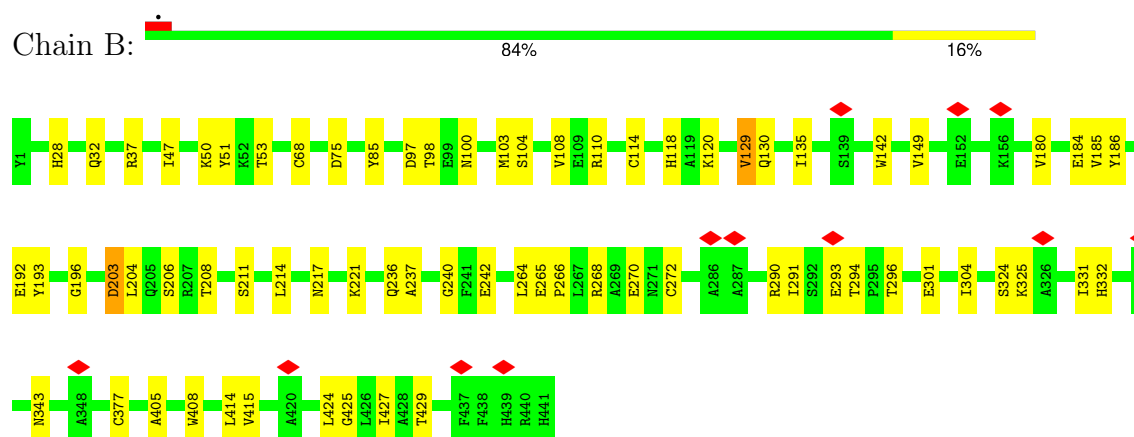 Chain B:
84% 16%
Y1 H28 Q32 R37 I47 K50 Y51 K52 T53 C68 D75 Y85 D97 T98 E99 N100 M103 S104 V108 E109 R110 C114 H118 A119 K120 V129 Q130 I135 S139 W142 V149 E152 K156 V180 E184 V185 Y186
E192 Y193 G196 D203 L204 Q205 S206 R207 T208 S211 L214 N217 K221 Q236 A237 G240 F241 E242 L264 E265 P266 L267 R268 A269 E270 N271 C272 A286 A287 R290 I291 S292 E293 T294 P295 T296 E301 I304 S324 K325 A326 I331 H332
N343 A348 C377 A405 W408 L414 V415 A420 L424 G425 L426 I427 A428 T429 F437 F438 H439 R440 H441